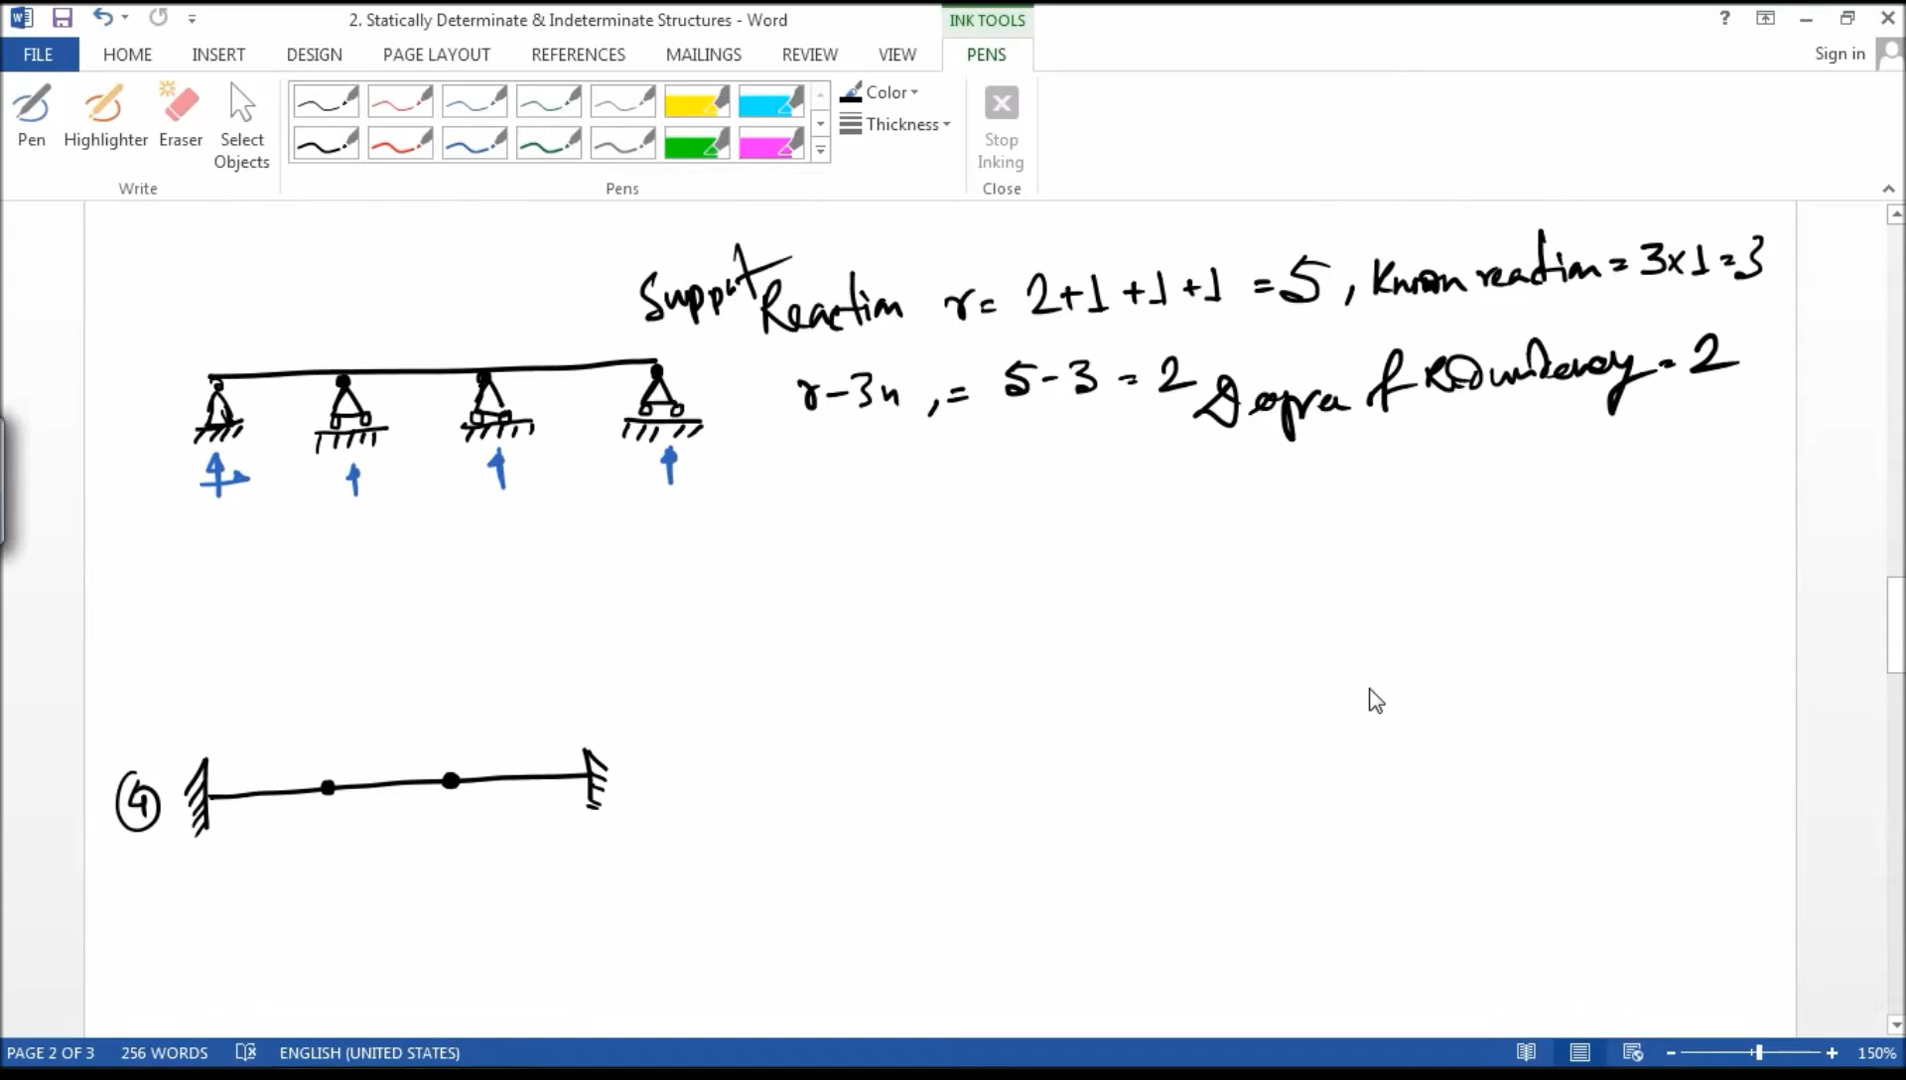 2. Statically Determinate & Indeterminate Structures - Word
INK TOOLS
?
FILE HOME INSERT DESIGN PAGE LAYOUT REFERENCES MAILINGS REVIEW VIEW PENS
Sign in
Pen Highlighter Eraser Select Objects
Color
Thickness
Stop Inking
Write Pens Close
Support Reaction r = 2+1+1+1 = 5, Known reaction = 3x1=3
r-3n, = 5-3 = 2 Degree of redundency = 2
4
PAGE 2 OF 3 256 WORDS ENGLISH (UNITED STATES) 150%